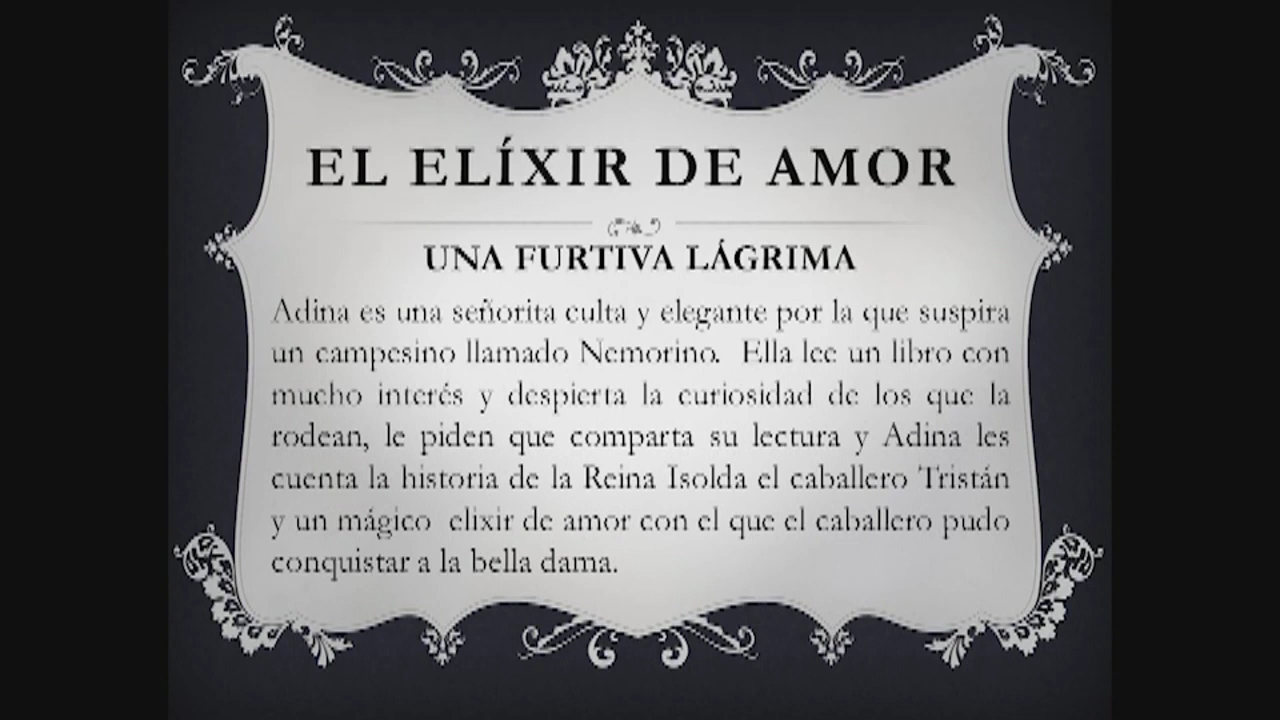 EL ELÍXIR DE AMOR
UNA FURTIVA LÁGRIMA
Adina es una señorita culta y elegante por la que suspira
un campesino llamado Nemorino. Ella lee un libro con
mucho interés y despierta la curiosidad de los que la
rodean, le piden que comparta su lectura y Adina les
cuenta la historia de la Reina Isolda el caballero Tristán
y un mágico elixir de amor con el que el caballero pudo
conquistar a la bella dama.